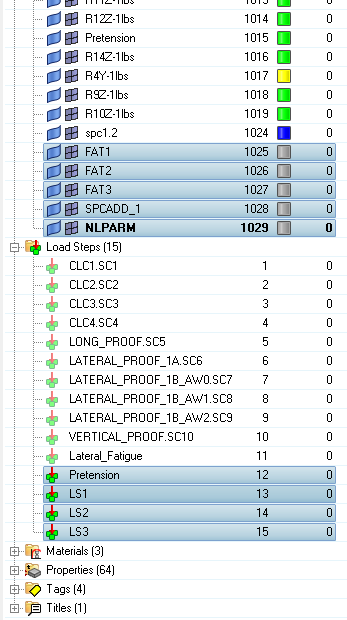 R12Z-1lbs 1014 0
Pretension 1015 0
R14Z-1lbs 1016 0
R4Y-1lbs 1017 0
R9Z-1lbs 1018 0
R10Z-1lbs 1019 0
spc1.2 1024 0
FAT1 1025 0
FAT2 1026 0
FAT3 1027 0
SPCADD_1 1028 0
NLPARM 1029 0
Load Steps (15)
CLC1.SC1 1 0
CLC2.SC2 2 0
CLC3.SC3 3 0
CLC4.SC4 4 0
LONG_PROOF.SC5 5 0
LATERAL_PROOF_1A.SC6 6 0
LATERAL_PROOF_1B_AW0.SC7 7 0
LATERAL_PROOF_1B_AW1.SC8 8 0
LATERAL_PROOF_1B_AW2.SC9 9 0
VERTICAL_PROOF.SC10 10 0
Lateral_Fatigue 11 0
Pretension 12 0
LS1 13 0
LS2 14 0
LS3 15 0
Materials (3)
Properties (64)
Tags (4)
Titles (1)